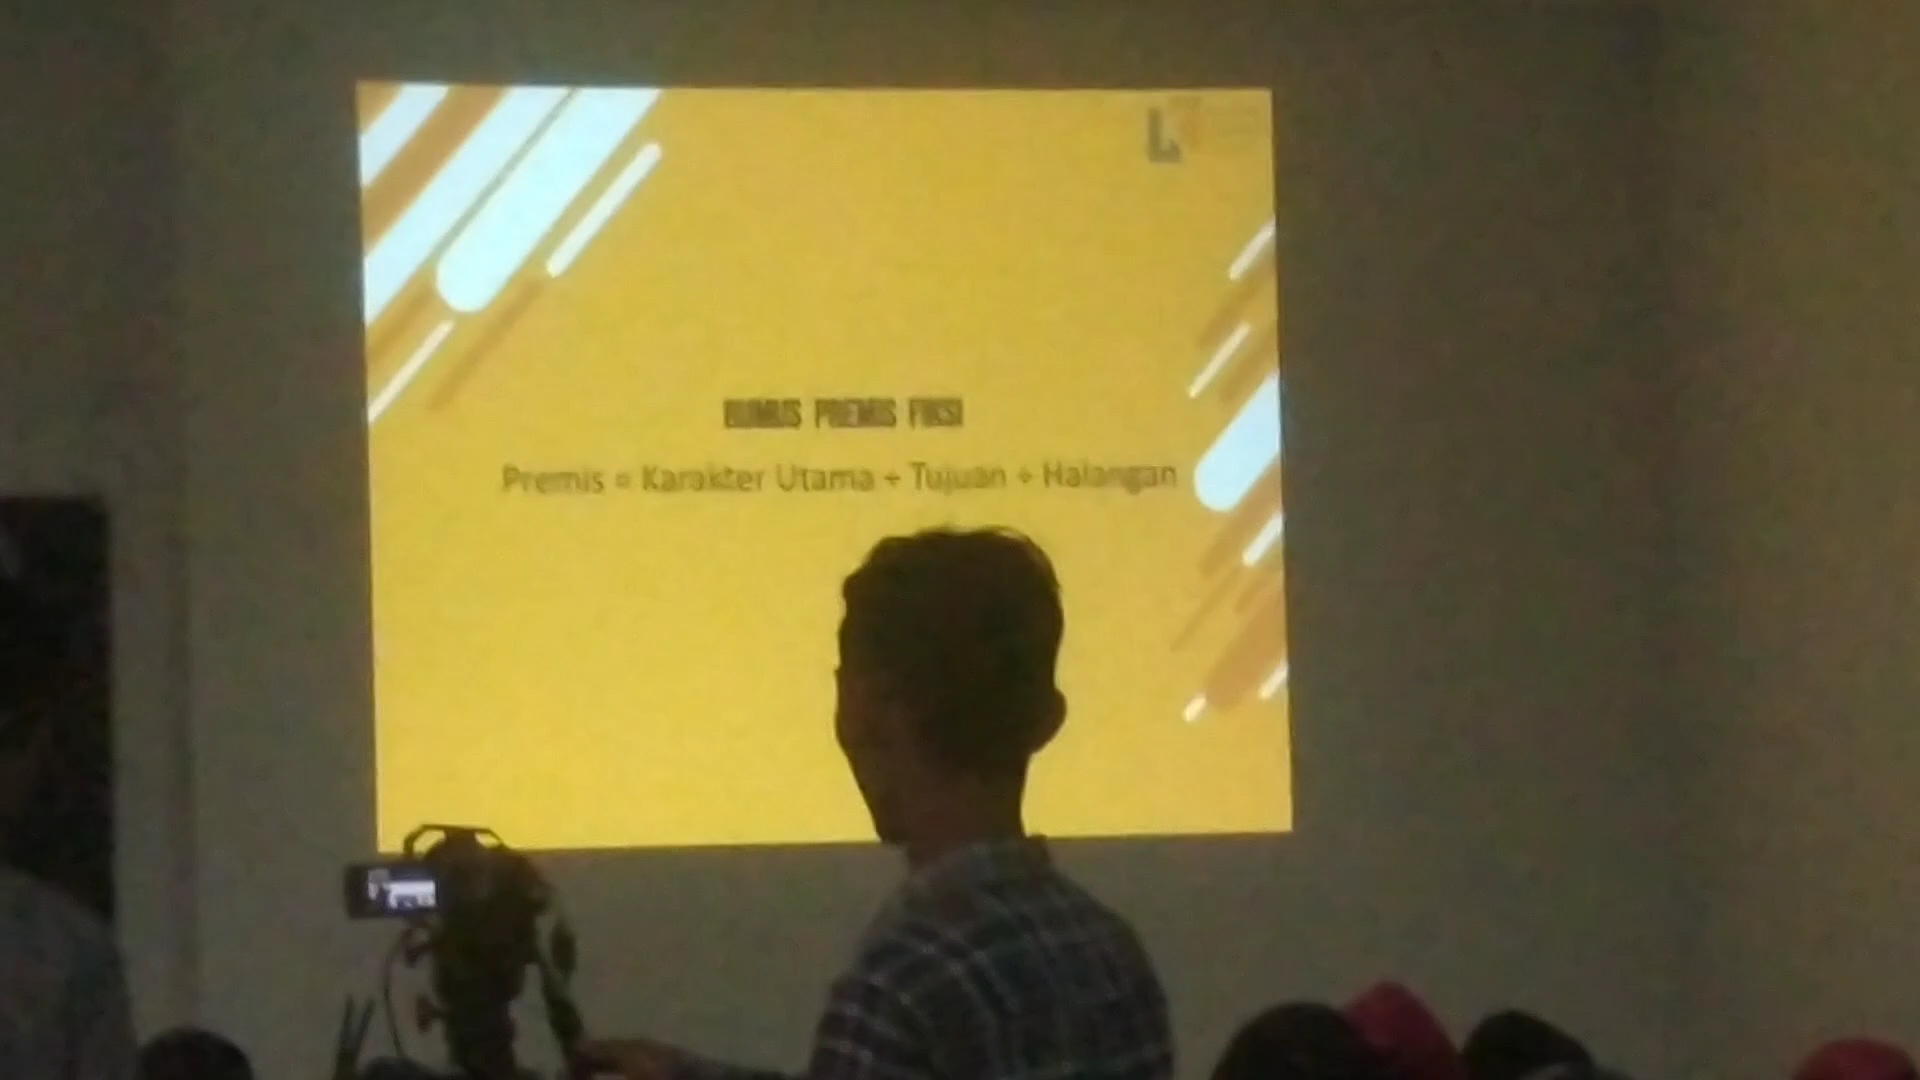 RUMUS PREMIS FIKSI
Premis = Karakter Utama + Tujuan + Halangan